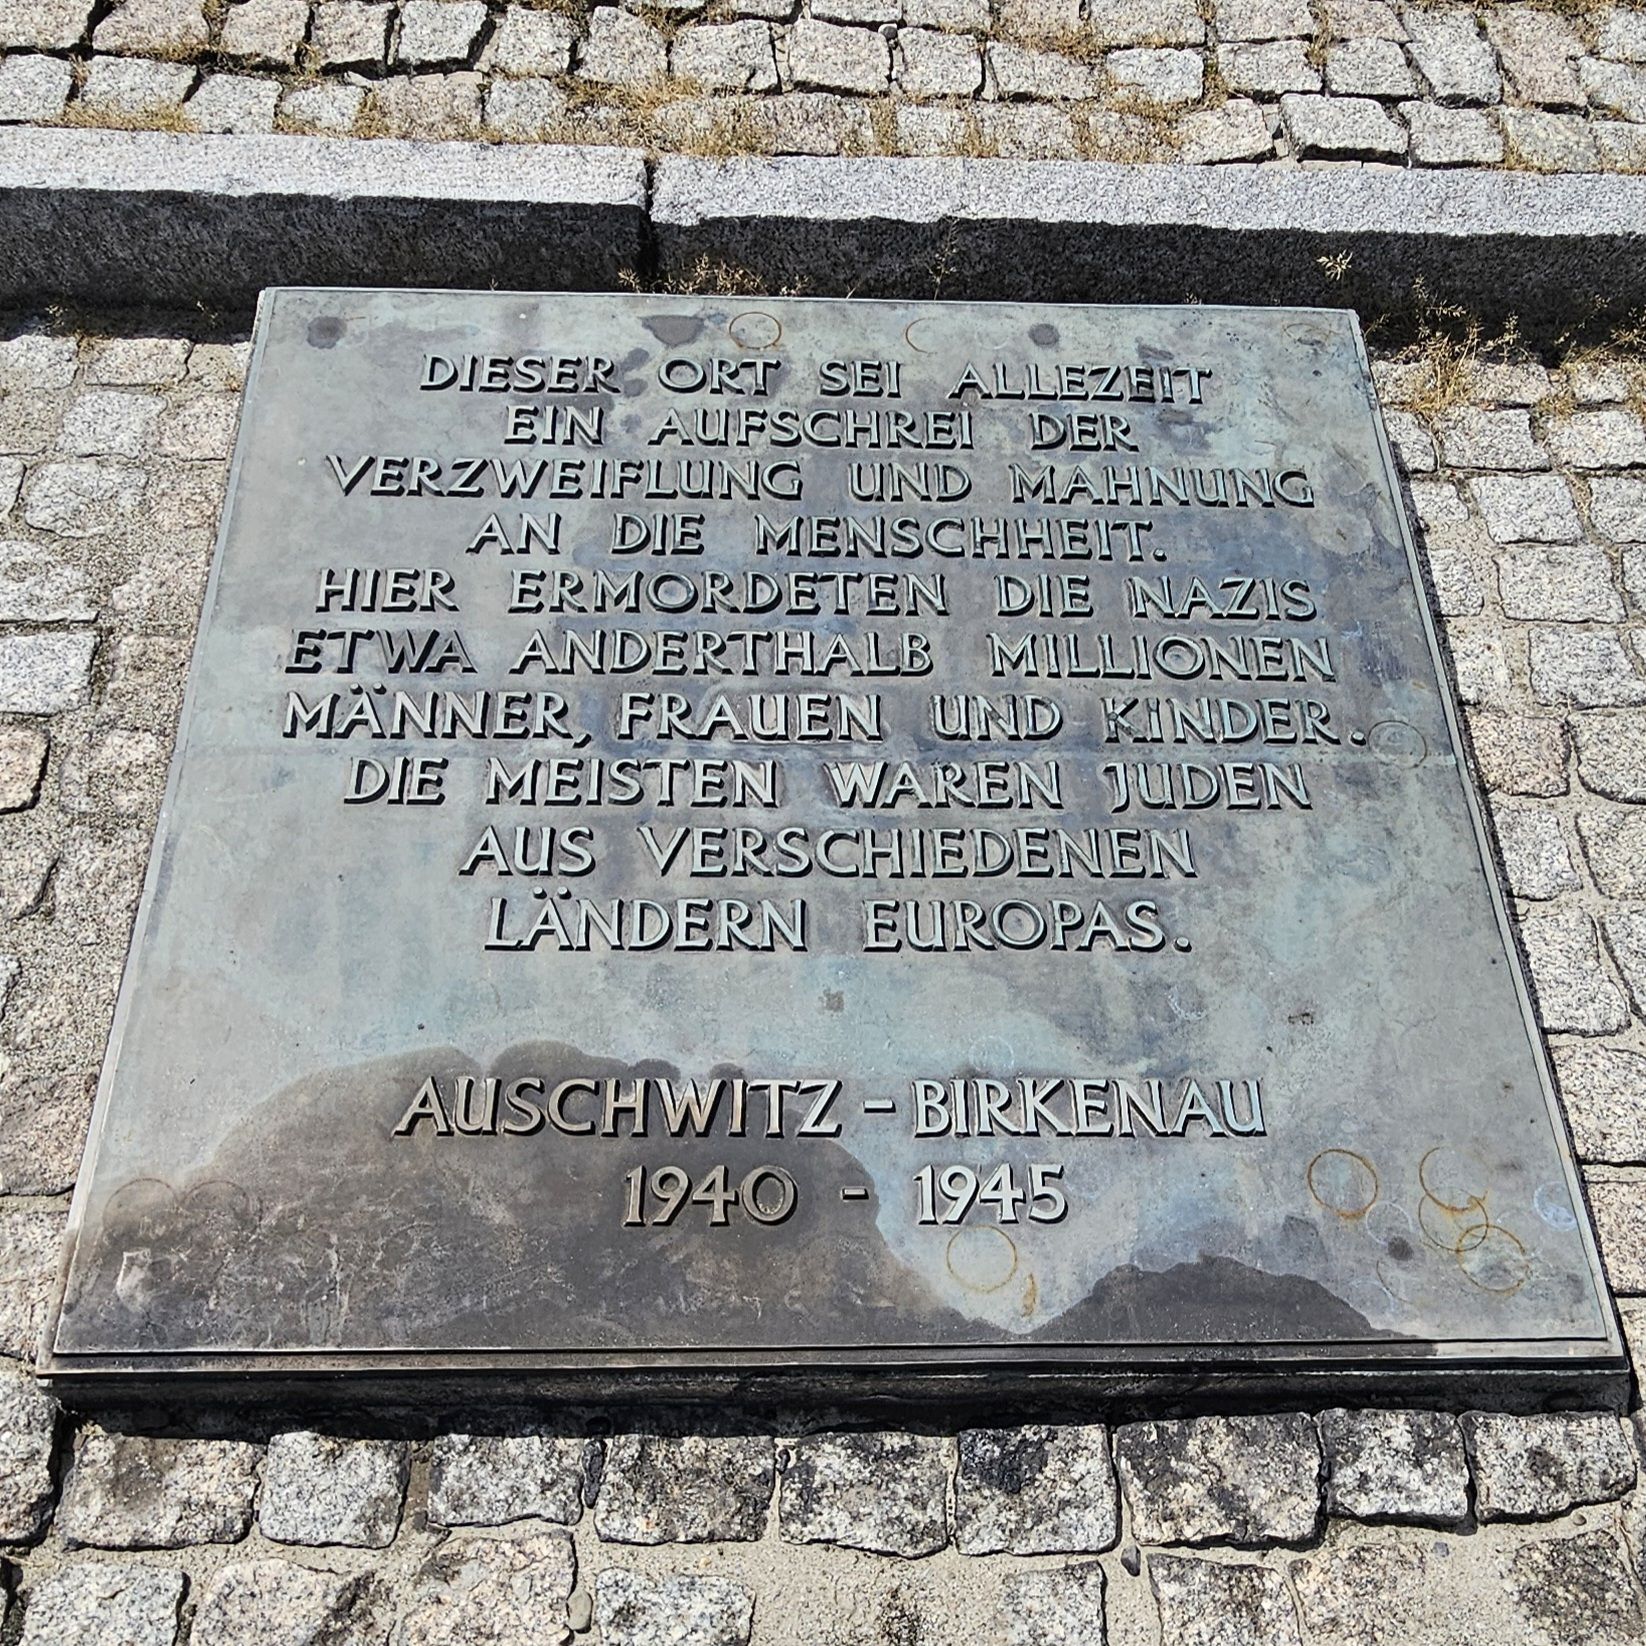 DIESER ORT SEI ALLEZEIT
EIN AUFSCHREI DER
VERZWEIFLUNG UND MAHNUNG
AN DIE MENSCHHEIT.
HIER ERMORDETEN DIE NAZIS
ETWA ANDERTHALB MILLIONEN
MÄNNER, FRAUEN UND KINDER.
DIE MEISTEN WAREN JUDEN
AUS VERSCHIEDENEN
LÄNDERN EUROPAS.
AUSCHWITZ - BIRKENAU
1940 - 1945